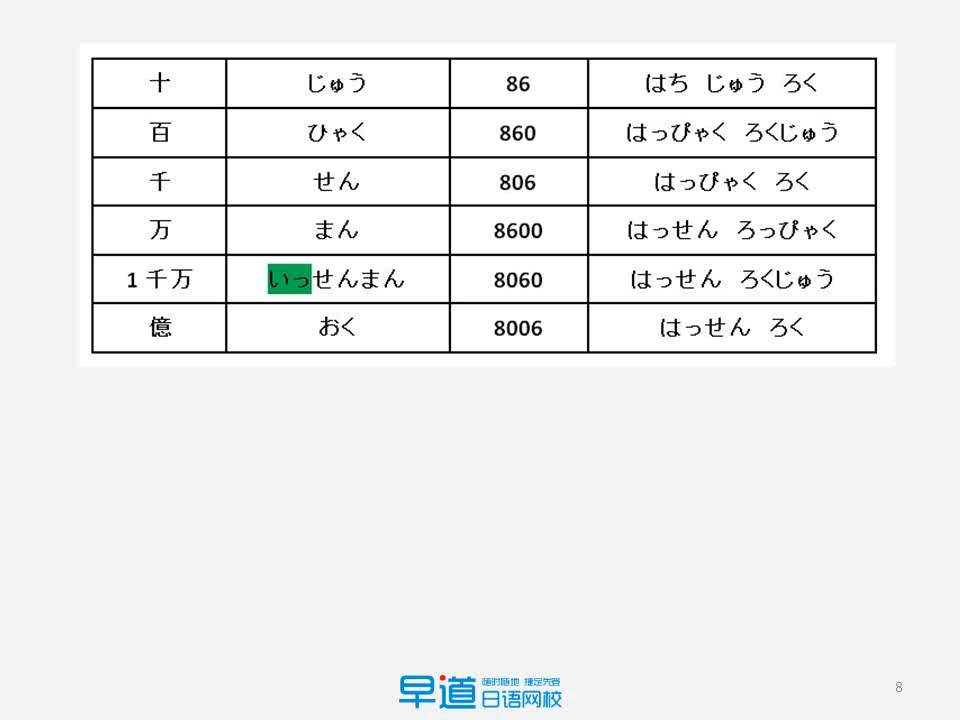 十 じゅう 86 はち じゅう ろく
百 ひゃく 860 はっぴゃく ろくじゅう
千 せん 806 はっぴゃく ろく
万 まん 8600 はっせん ろっぴゃく
1 千万 いっせんまん 8060 はっせん ろくじゅう
億 おく 8006 はっせん ろく
早道 随时随地 捷足先登
日语网校
8